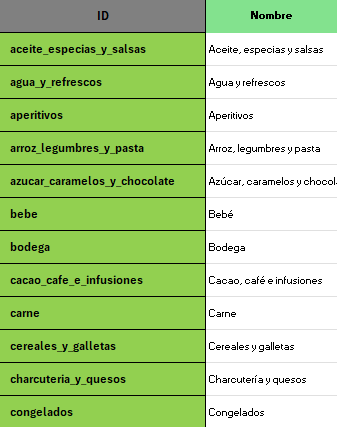 ID Nombre
aceite_especias_y_salsas Aceite, especias y salsas
agua_y_refrescos Agua y refrescos
aperitivos Aperitivos
arroz_legumbres_y_pasta Arroz, legumbres y pasta
azucar_caramelos_y_chocolate Azúcar, caramelos y chocol
bebe Bebé
bodega Bodega
cacao_cafe_e_infusiones Cacao, café e infusiones
carne Carne
cereales_y_galletas Cereales y galletas
charcuteria_y_quesos Charcutería y quesos
congelados Congelados